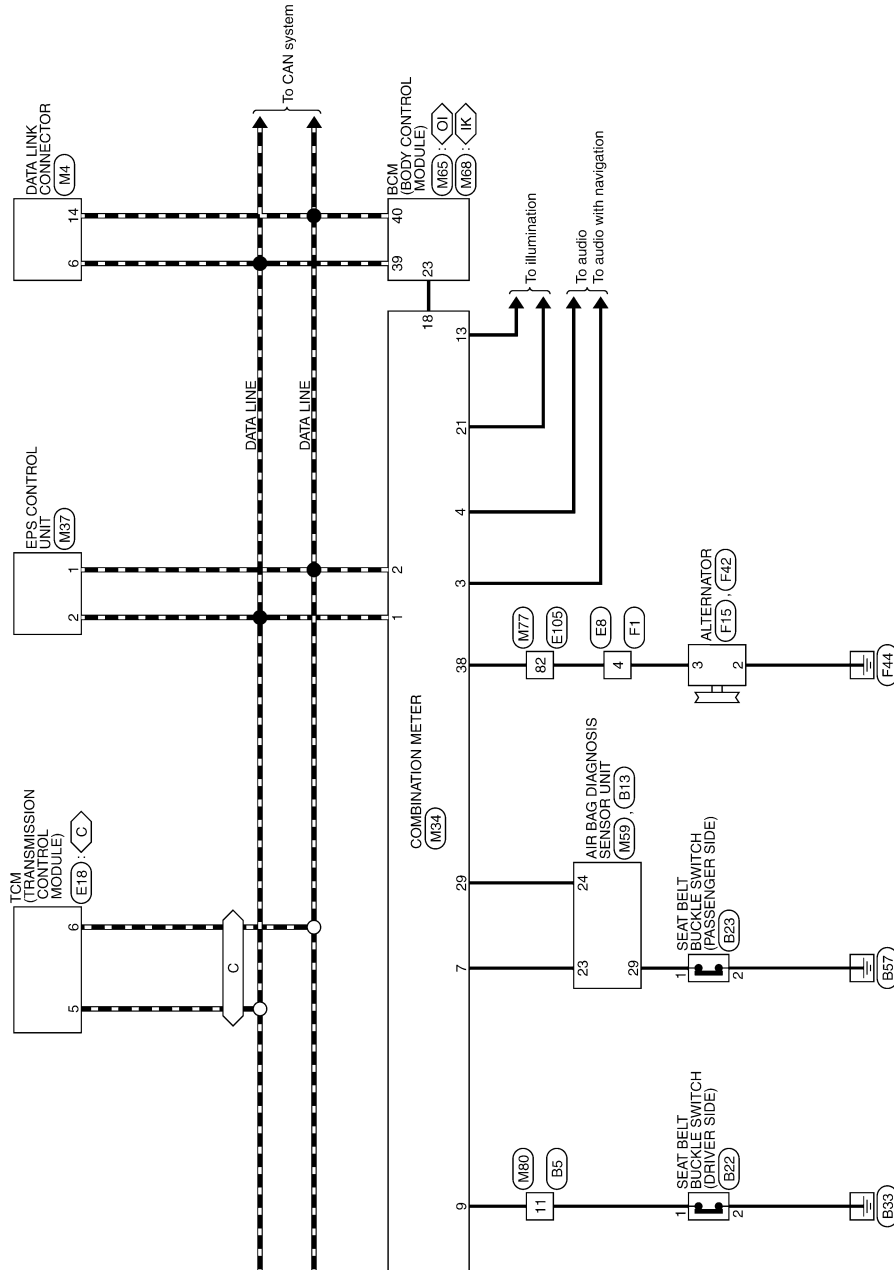 TCM
(TRANSMISSION
CONTROL
MODULE)
E18 : C
5
6
C
EPS CONTROL
UNIT
M37
2
1
DATA LINK
CONNECTOR
M4
6
14
DATA LINE
DATA LINE
To CAN system
COMBINATION METER
M34
1
2
18
BCM
(BODY CONTROL
MODULE)
M65 : OI
M68 : IK
39
40
23
9
7
29
38
3
4
21
13
To illumination
To audio
To audio with navigation
11
M80
B5
SEAT BELT
BUCKLE SWITCH
(DRIVER SIDE)
B22
1
2
B33
AIR BAG DIAGNOSIS
SENSOR UNIT
M59 , B13
23
24
29
SEAT BELT
BUCKLE SWITCH
(PASSENGER SIDE)
B23
1
2
B57
82
M77
E105
4
E8
F1
ALTERNATOR
F15 , F42
3
2
F44